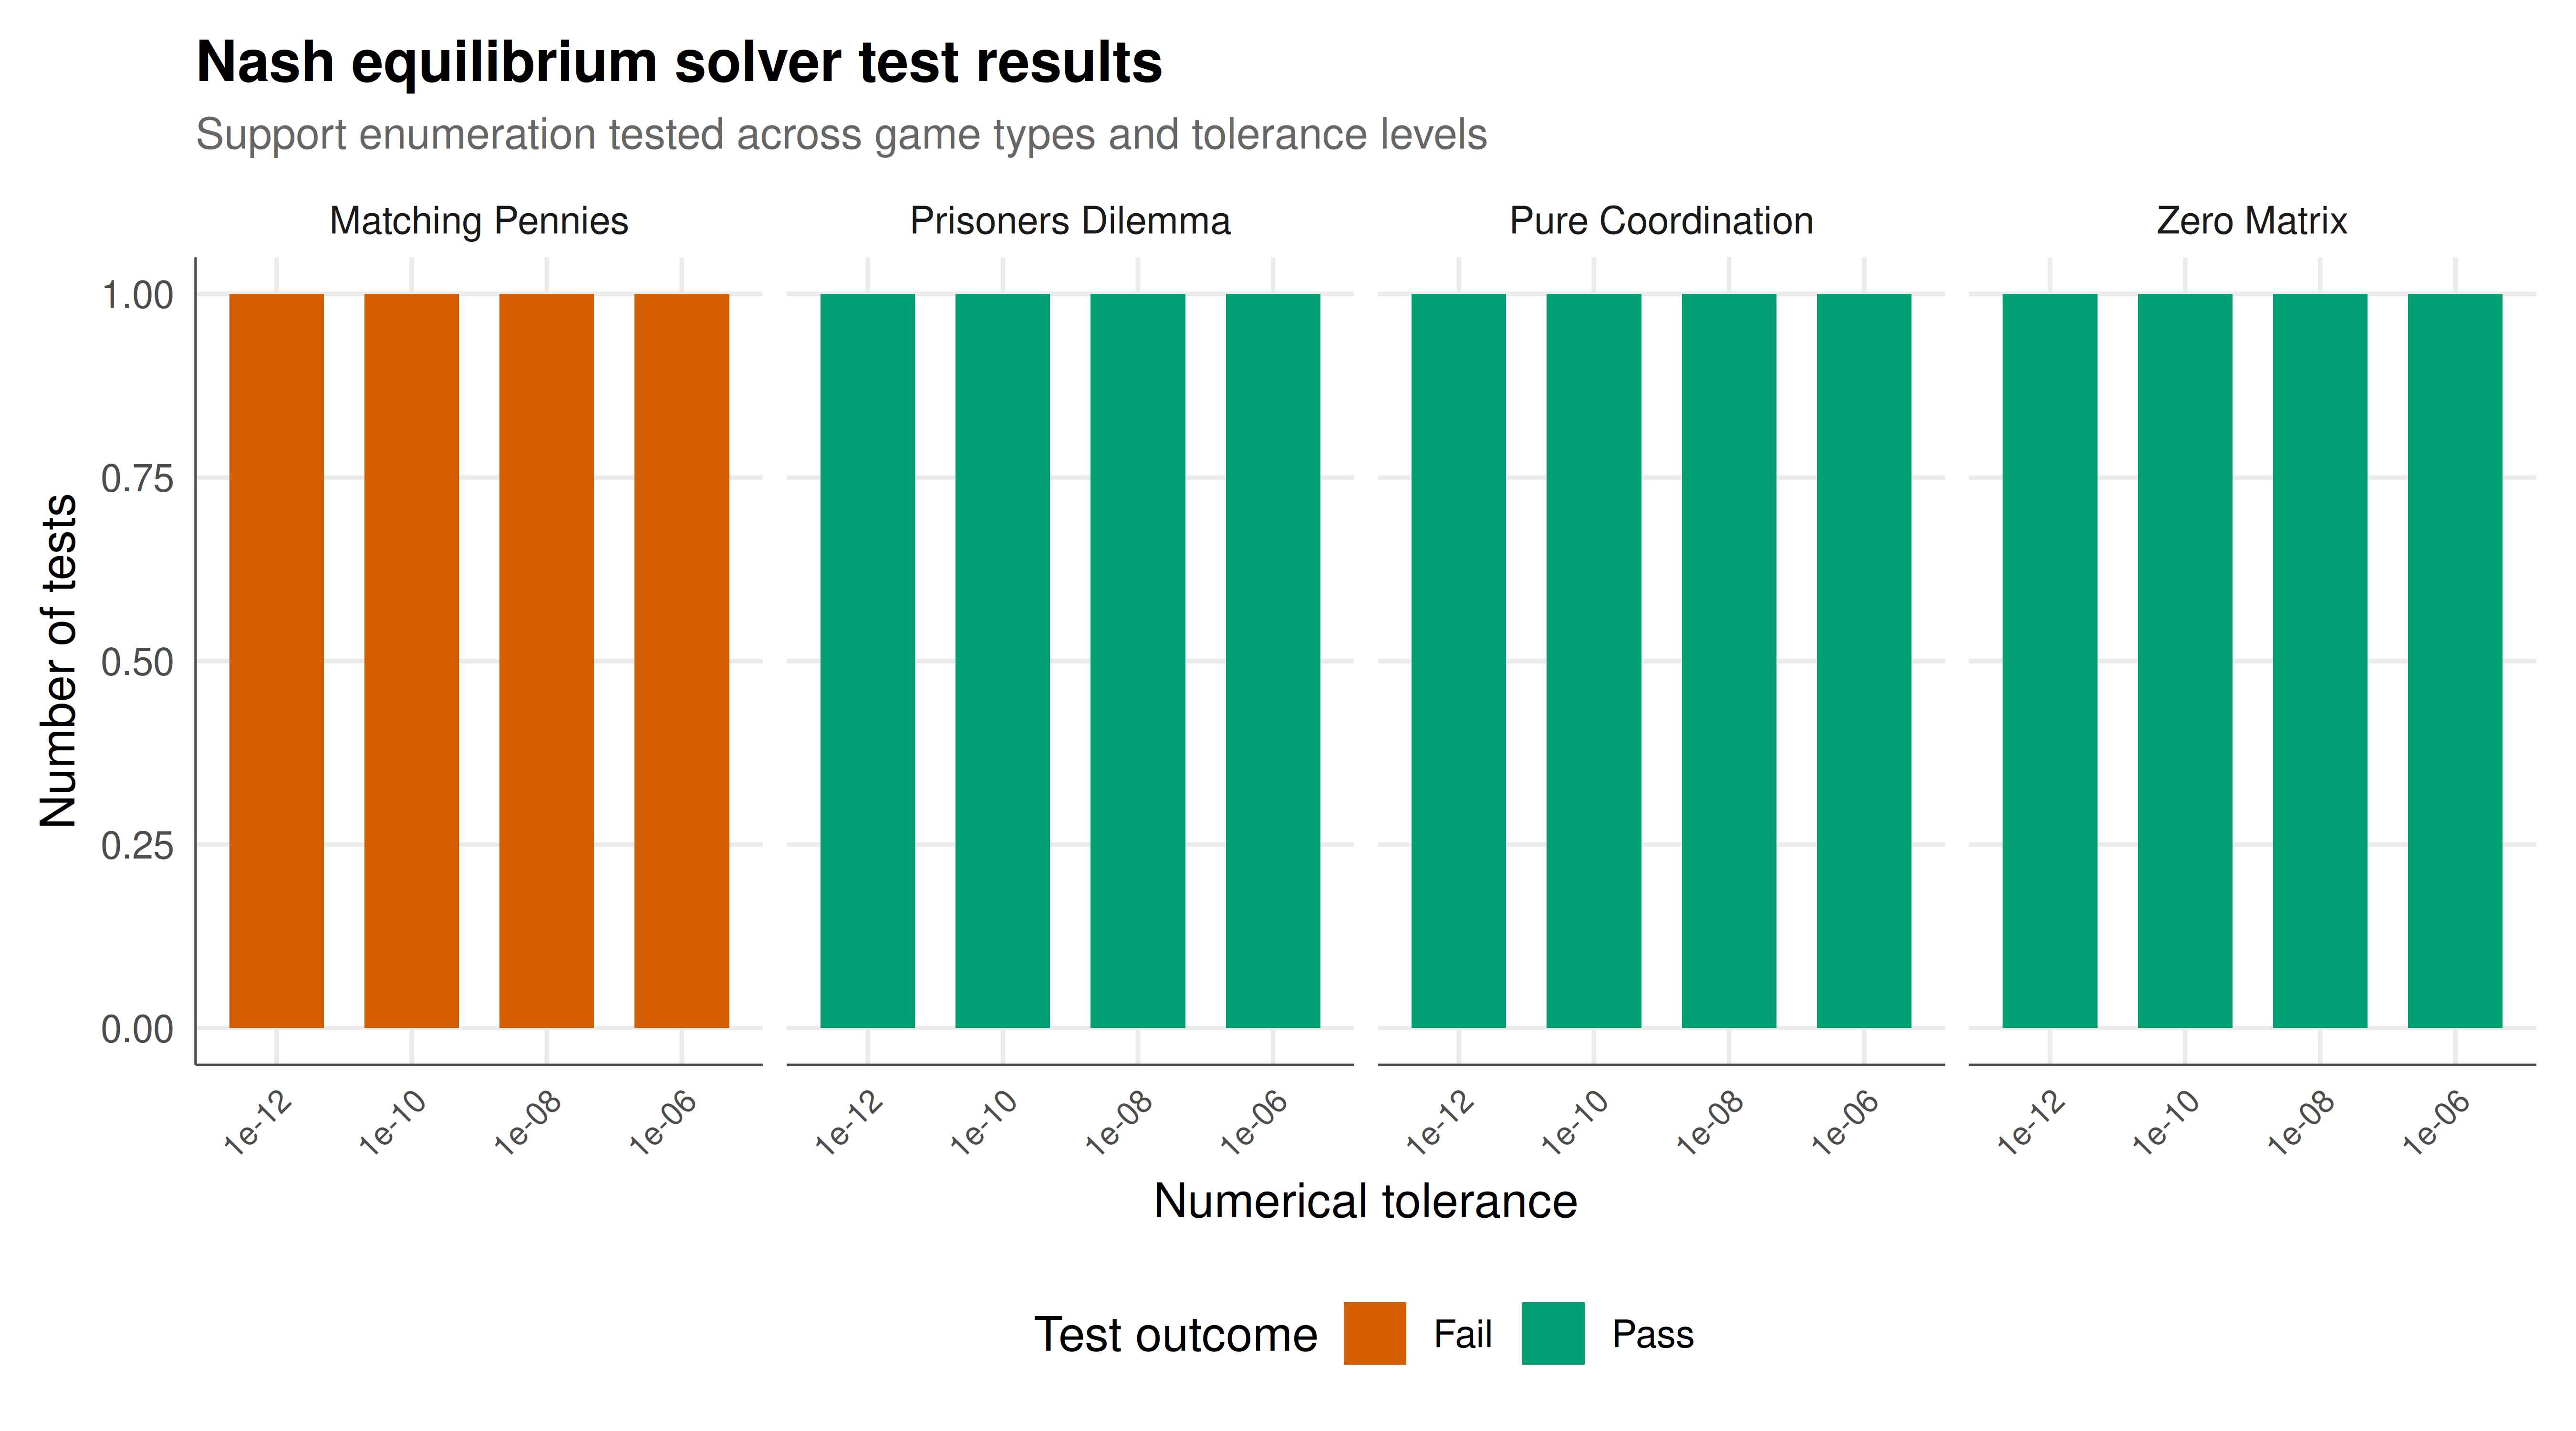 Nash equilibrium solver test results
Support enumeration tested across game types and tolerance levels
Matching Pennies
Prisoners Dilemma
Pure Coordination
Zero Matrix
Number of tests
1.00
0.75
0.50
0.25
0.00
1e-12
1e-10
1e-08
1e-06
1e-12
1e-10
1e-08
1e-06
1e-12
1e-10
1e-08
1e-06
1e-12
1e-10
1e-08
1e-06
Numerical tolerance
Test outcome
Fail
Pass